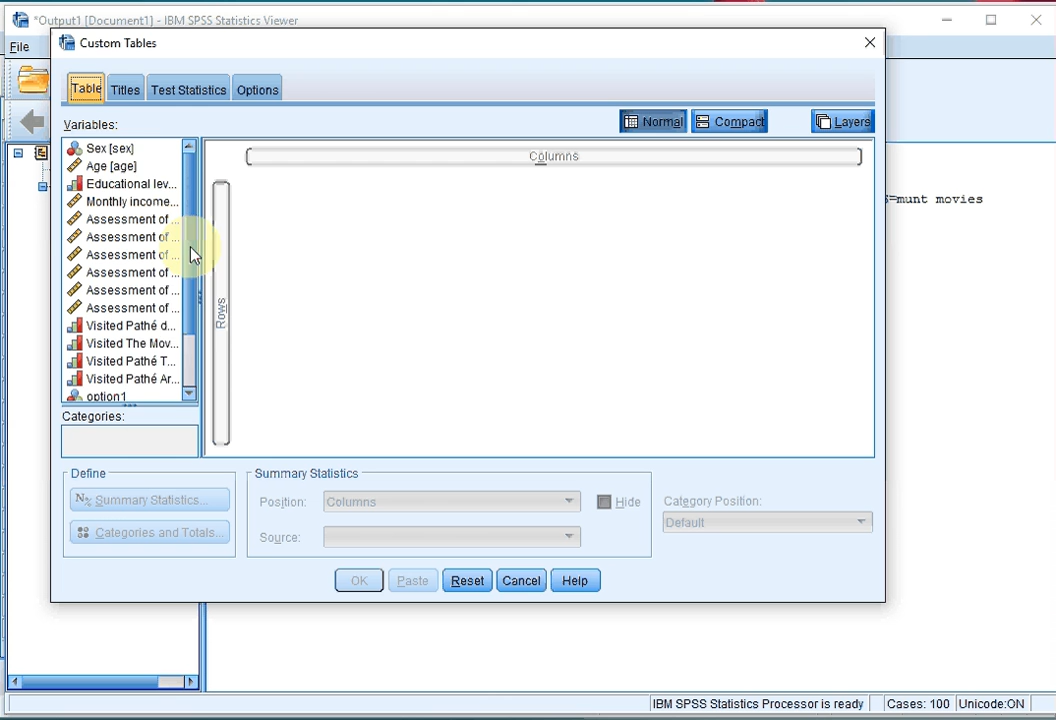 *Output1 [Document1] - IBM SPSS Statistics Viewer
File
Custom Tables
Table Titles Test Statistics Options
Variables:
Normal Compact Layers
Sex [sex]
Age [age]
Educational lev...
Monthly income...
Assessment of ...
Assessment of ...
Assessment of ...
Assessment of ...
Assessment of ...
Assessment of ...
Visited Pathé d...
Visited The Mov...
Visited Pathé T...
Visited Pathé Ar...
option1
Columns
Rows
=munt movies
Categories:
Define
Summary Statistics...
Categories and Totals...
Summary Statistics
Position: Columns Hide
Source:
Category Position:
Default
OK Paste Reset Cancel Help
IBM SPSS Statistics Processor is ready Cases: 100 Unicode:ON